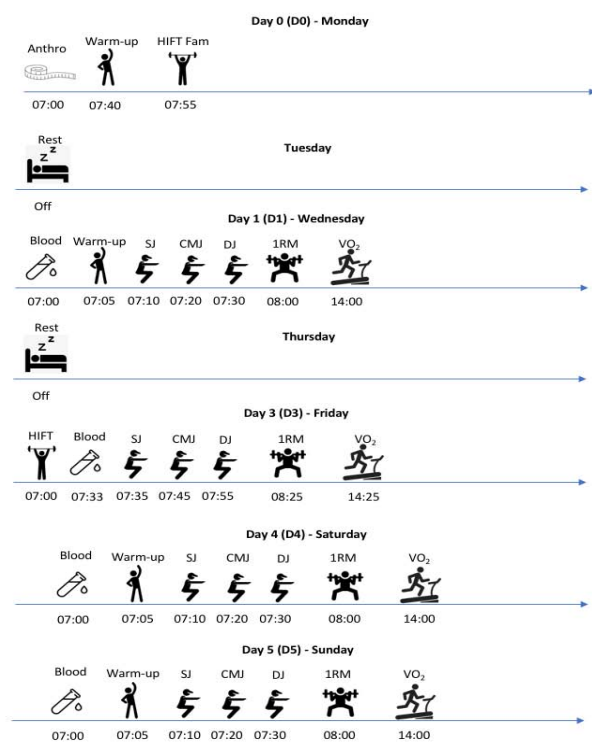 Day 0 (D0) - Monday
Anthro Warm-up HIFT Fam
07:00 07:40 07:55
Rest
z z
Tuesday
Off
Day 1 (D1) - Wednesday
Blood Warm-up SJ CMJ DJ 1RM VO2
07:00 07:05 07:10 07:20 07:30 08:00 14:00
Rest
z z
Thursday
Off
Day 3 (D3) - Friday
HIFT Blood SJ CMJ DJ 1RM VO2
07:00 07:33 07:35 07:45 07:55 08:25 14:25
Day 4 (D4) - Saturday
Blood Warm-up SJ CMJ DJ 1RM VO2
07:00 07:05 07:10 07:20 07:30 08:00 14:00
Day 5 (D5) - Sunday
Blood Warm-up SJ CMJ DJ 1RM VO2
07:00 07:05 07:10 07:20 07:30 08:00 14:00